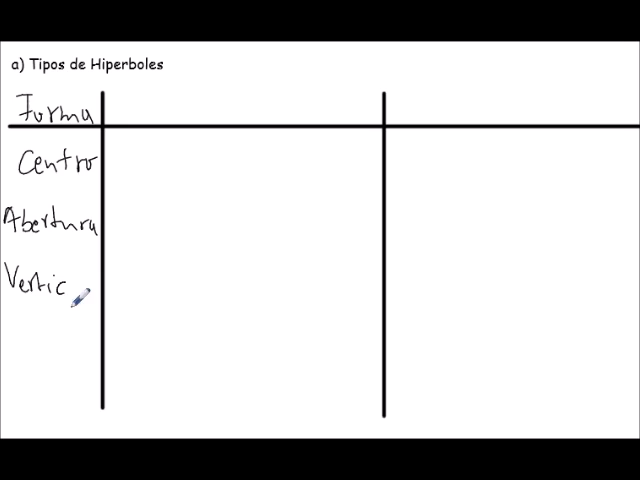 a) Tipos de Hiperboles
Forma
Centro
Abertura
Vertic